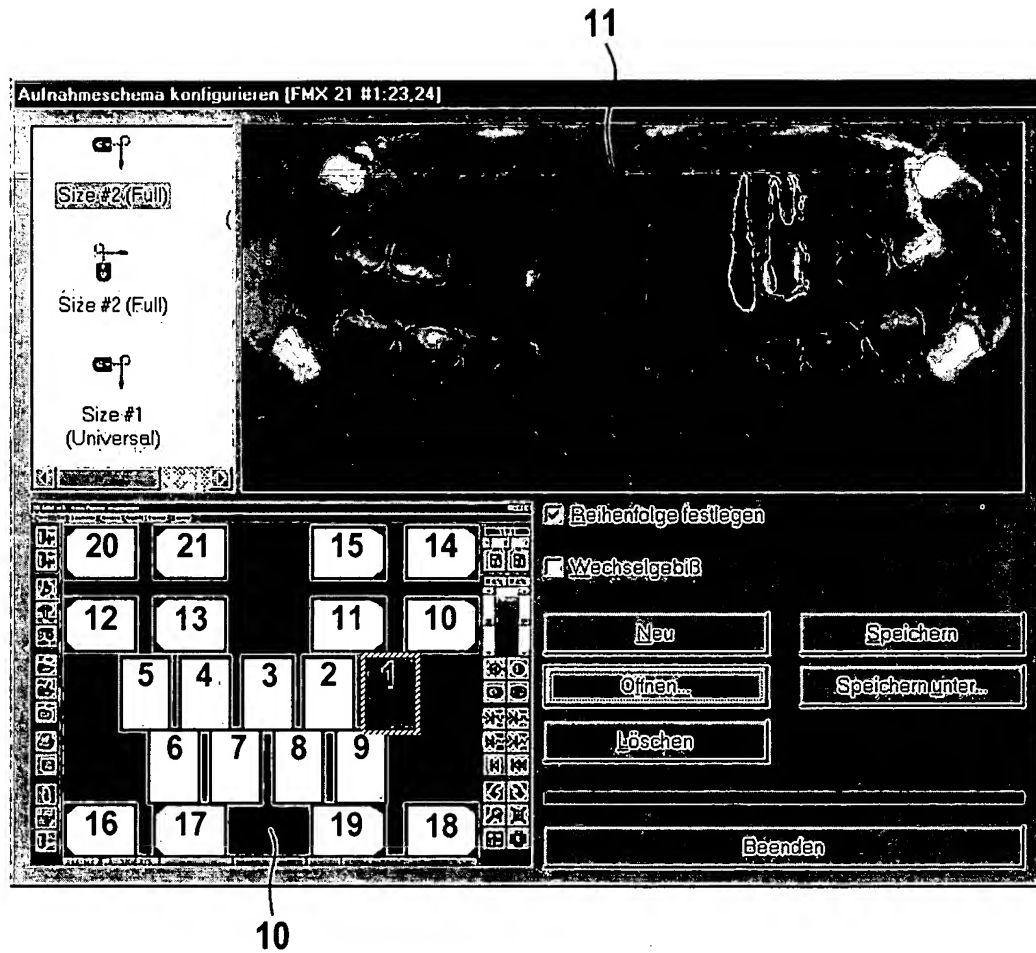 11
Aufnahmeschema konfigurieren [FMX 21 #1:23,24]
Size #2 (Full)
Size #2 (Full)
Size #1
(Universal)
Reihenfolge festlegen
Wechselgebiß
Neu
Speichern
Öffnen...
Speichern unter...
Löschen
Beenden
20 21 15 14
12 13 11 10
5 4 3 2 1
6 7 8 9
16 17 19 18
10